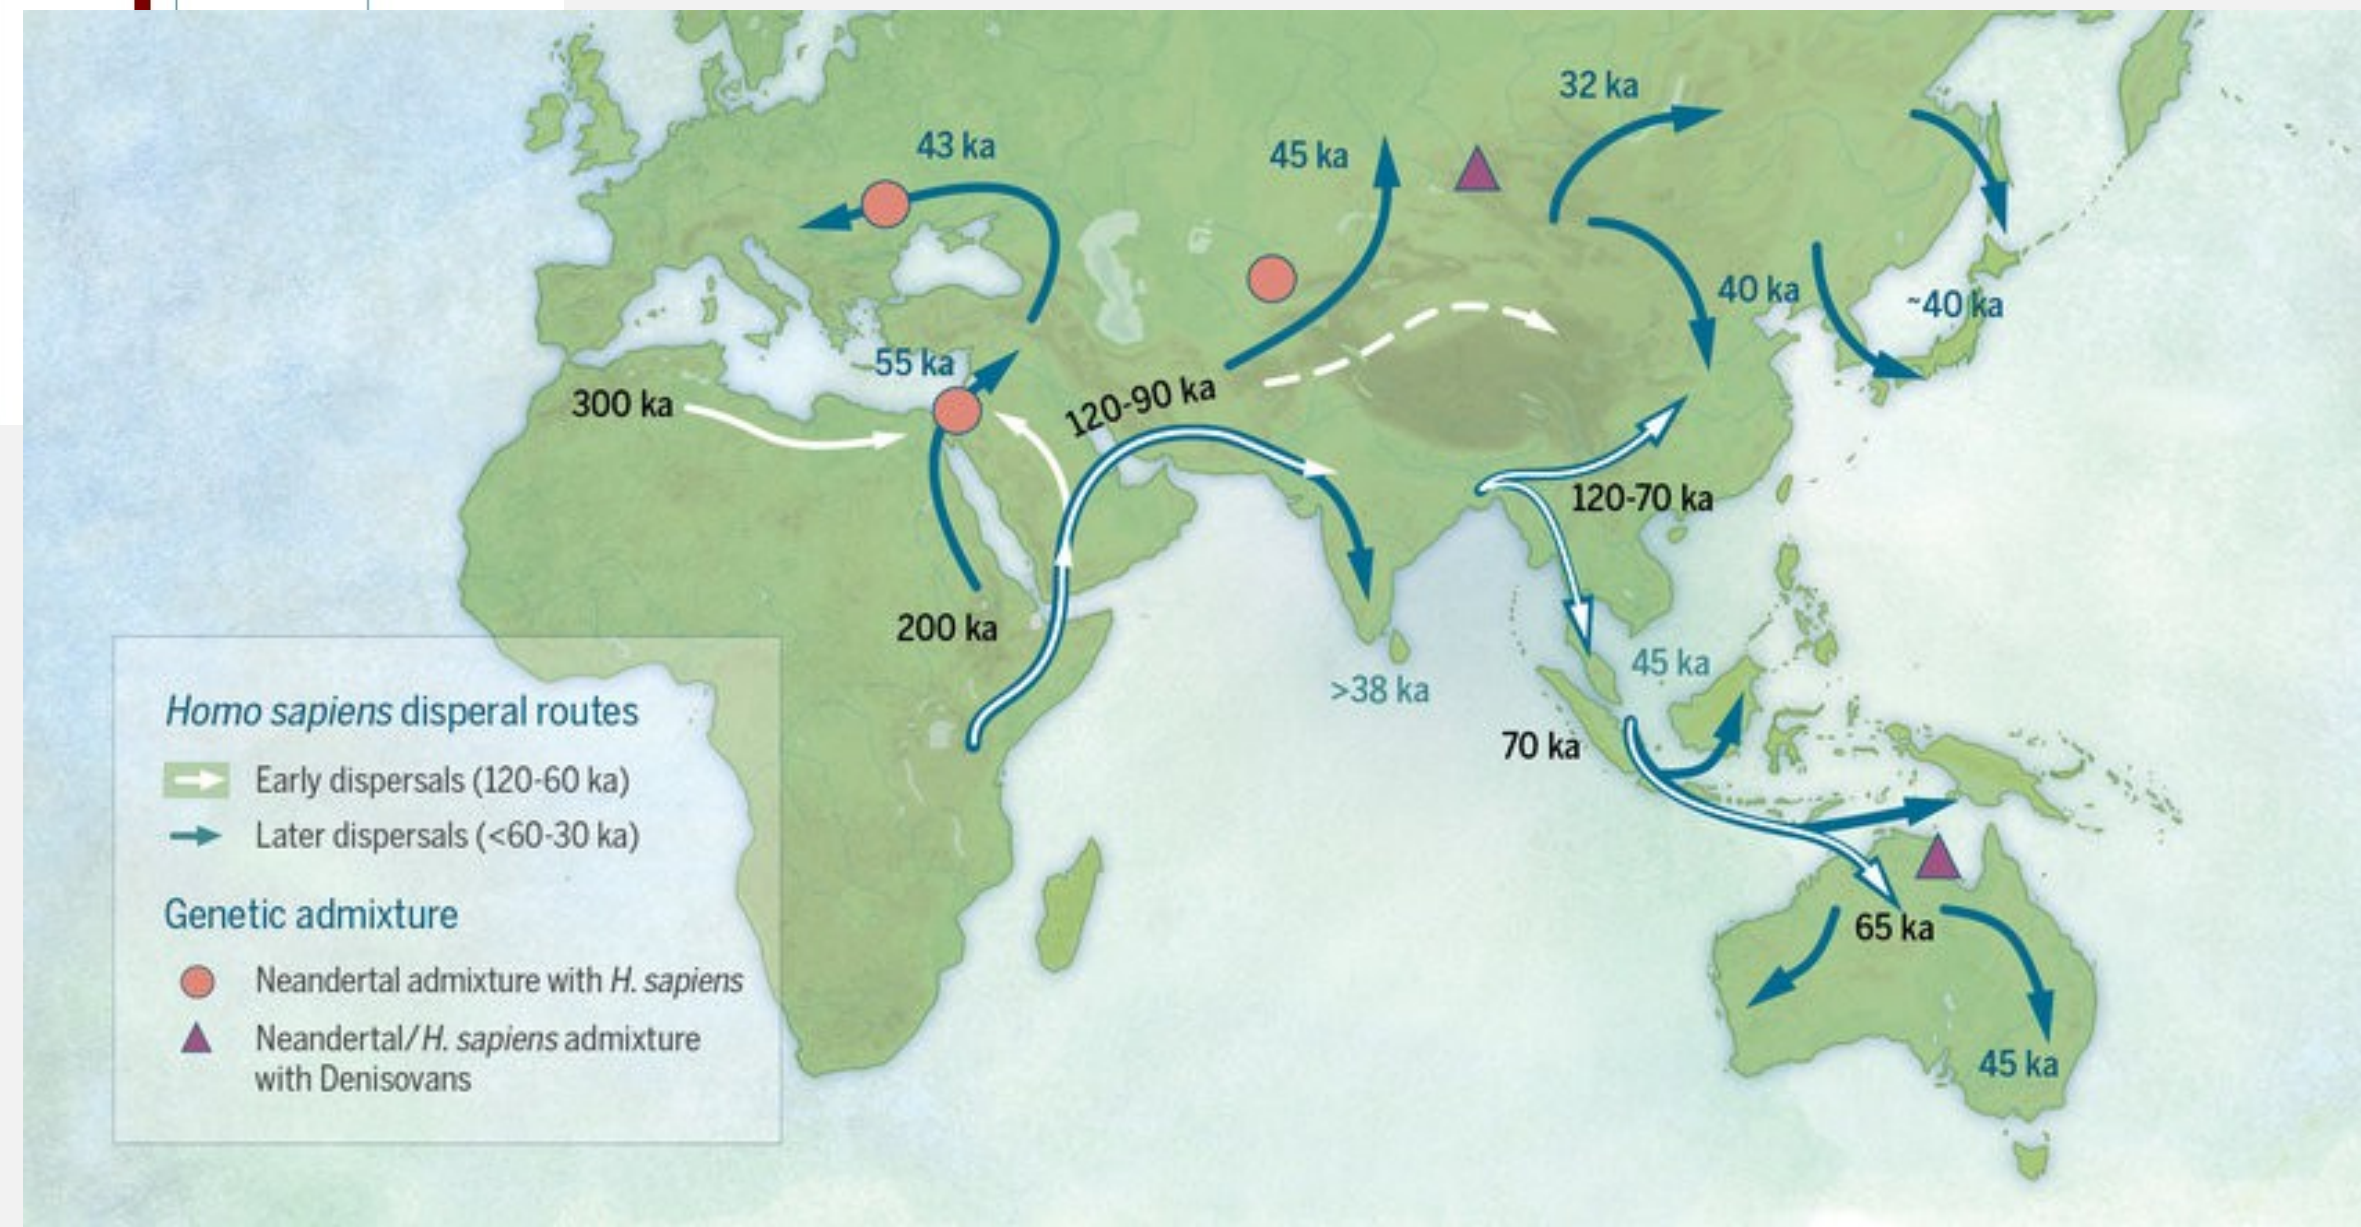 32 ka
43 ka
45 ka
40 ka
~40 ka
55 ka
300 ka
120-90 ka
120-70 ka
200 ka
>38 ka
45 ka
70 ka
65 ka
45 ka
Homo sapiens disperal routes
Early dispersals (120-60 ka)
Later dispersals (<60-30 ka)
Genetic admixture
Neandertal admixture with H. sapiens
Neandertal/H. sapiens admixture
with Denisovans